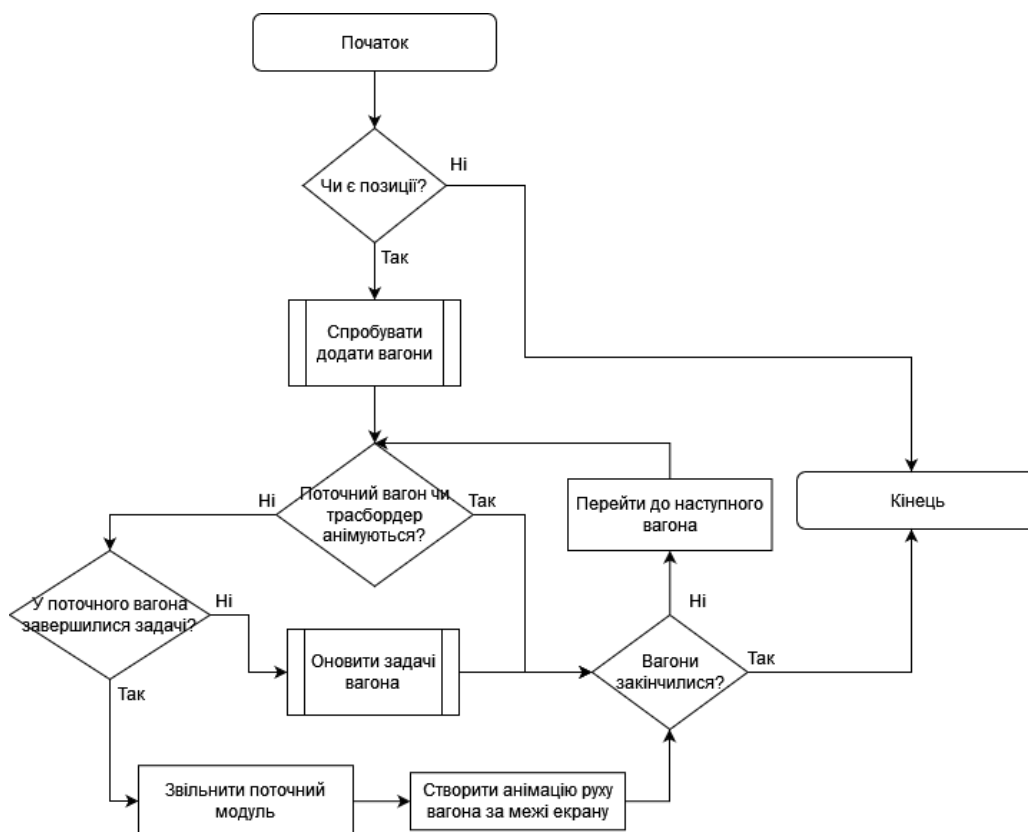 Початок
Ні
Чи є позиції?
Так
Спробувати
додати вагони
Ні
Поточний вагон чи
трасбордер
анімуються?
Так
Перейти до наступного
вагона
Кінець
У поточного вагона
завершилися задачі?
Ні
Ні
Оновити задачі
вагона
Вагони
закінчилися?
Так
Так
Звільнити поточний
модуль
Створити анімацію руху
вагона за межі екрану